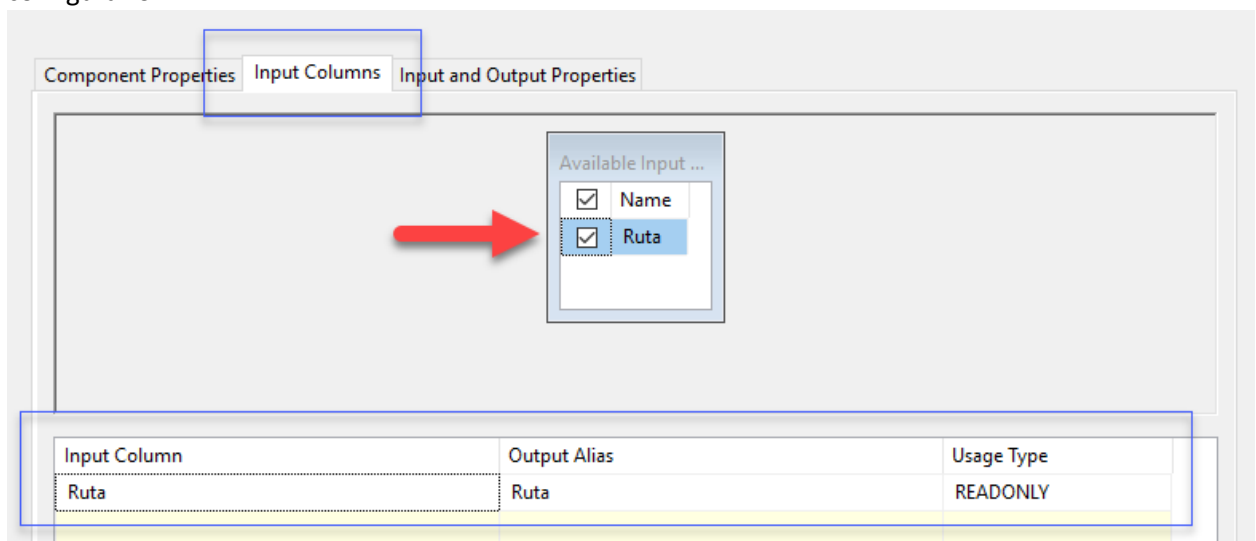 Component Properties Input Columns Input and Output Properties
Available Input ...
Name
Ruta
Input Column Output Alias Usage Type
Ruta Ruta READONLY